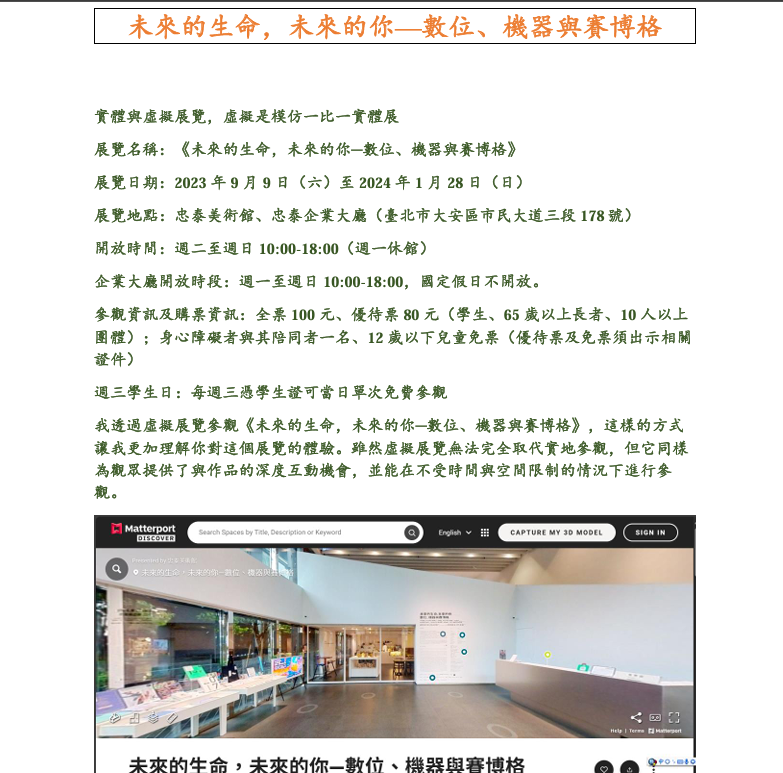 未來的生命，未來的你—數位、機器與賽博格
實體與虛擬展覽，虛擬是模仿一比一實體展
展覽名稱：《未來的生命，未來的你—數位、機器與賽博格》
展覽日期：2023 年 9 月 9 日（六）至 2024 年 1 月 28 日（日）
展覽地點：忠泰美術館、忠泰企業大廳（臺北市大安區市民大道三段 178 號）
開放時間：週二至週日 10:00-18:00（週一休館）
企業大廳開放時段：週一至週日 10:00-18:00，國定假日不開放。
參觀資訊及購票資訊：全票 100 元、優待票 80 元（學生、65 歲以上長者、10 人以上
團體）；身心障礙者與其陪同者一名、12 歲以下兒童免票（優待票及免票須出示相關
證件）
週三學生日：每週三憑學生證可當日單次免費參觀
我透過虛擬展覽參觀《未來的生命，未來的你—數位、機器與賽博格》，這樣的方式
讓我更加理解你對這個展覽的體驗。雖然虛擬展覽無法完全取代實地參觀，但它同樣
為觀眾提供了與作品的深度互動機會，並能在不受時間與空間限制的情況下進行參
觀。
Matterport
DISCOVER
Search Spaces by Title, Description or Keyword
English
CAPTURE MY 3D MODEL
SIGN IN
未來的生命，未來的你—數位、機器與賽博格
Help | Terms
Matterport
未來的生命，未來的你—數位、機器與賽博格